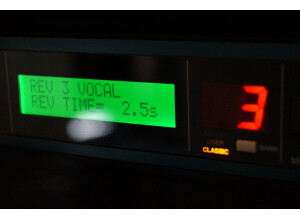 REV 3 VOCAL
REV TIME= 2.5s
3
CLASSIC